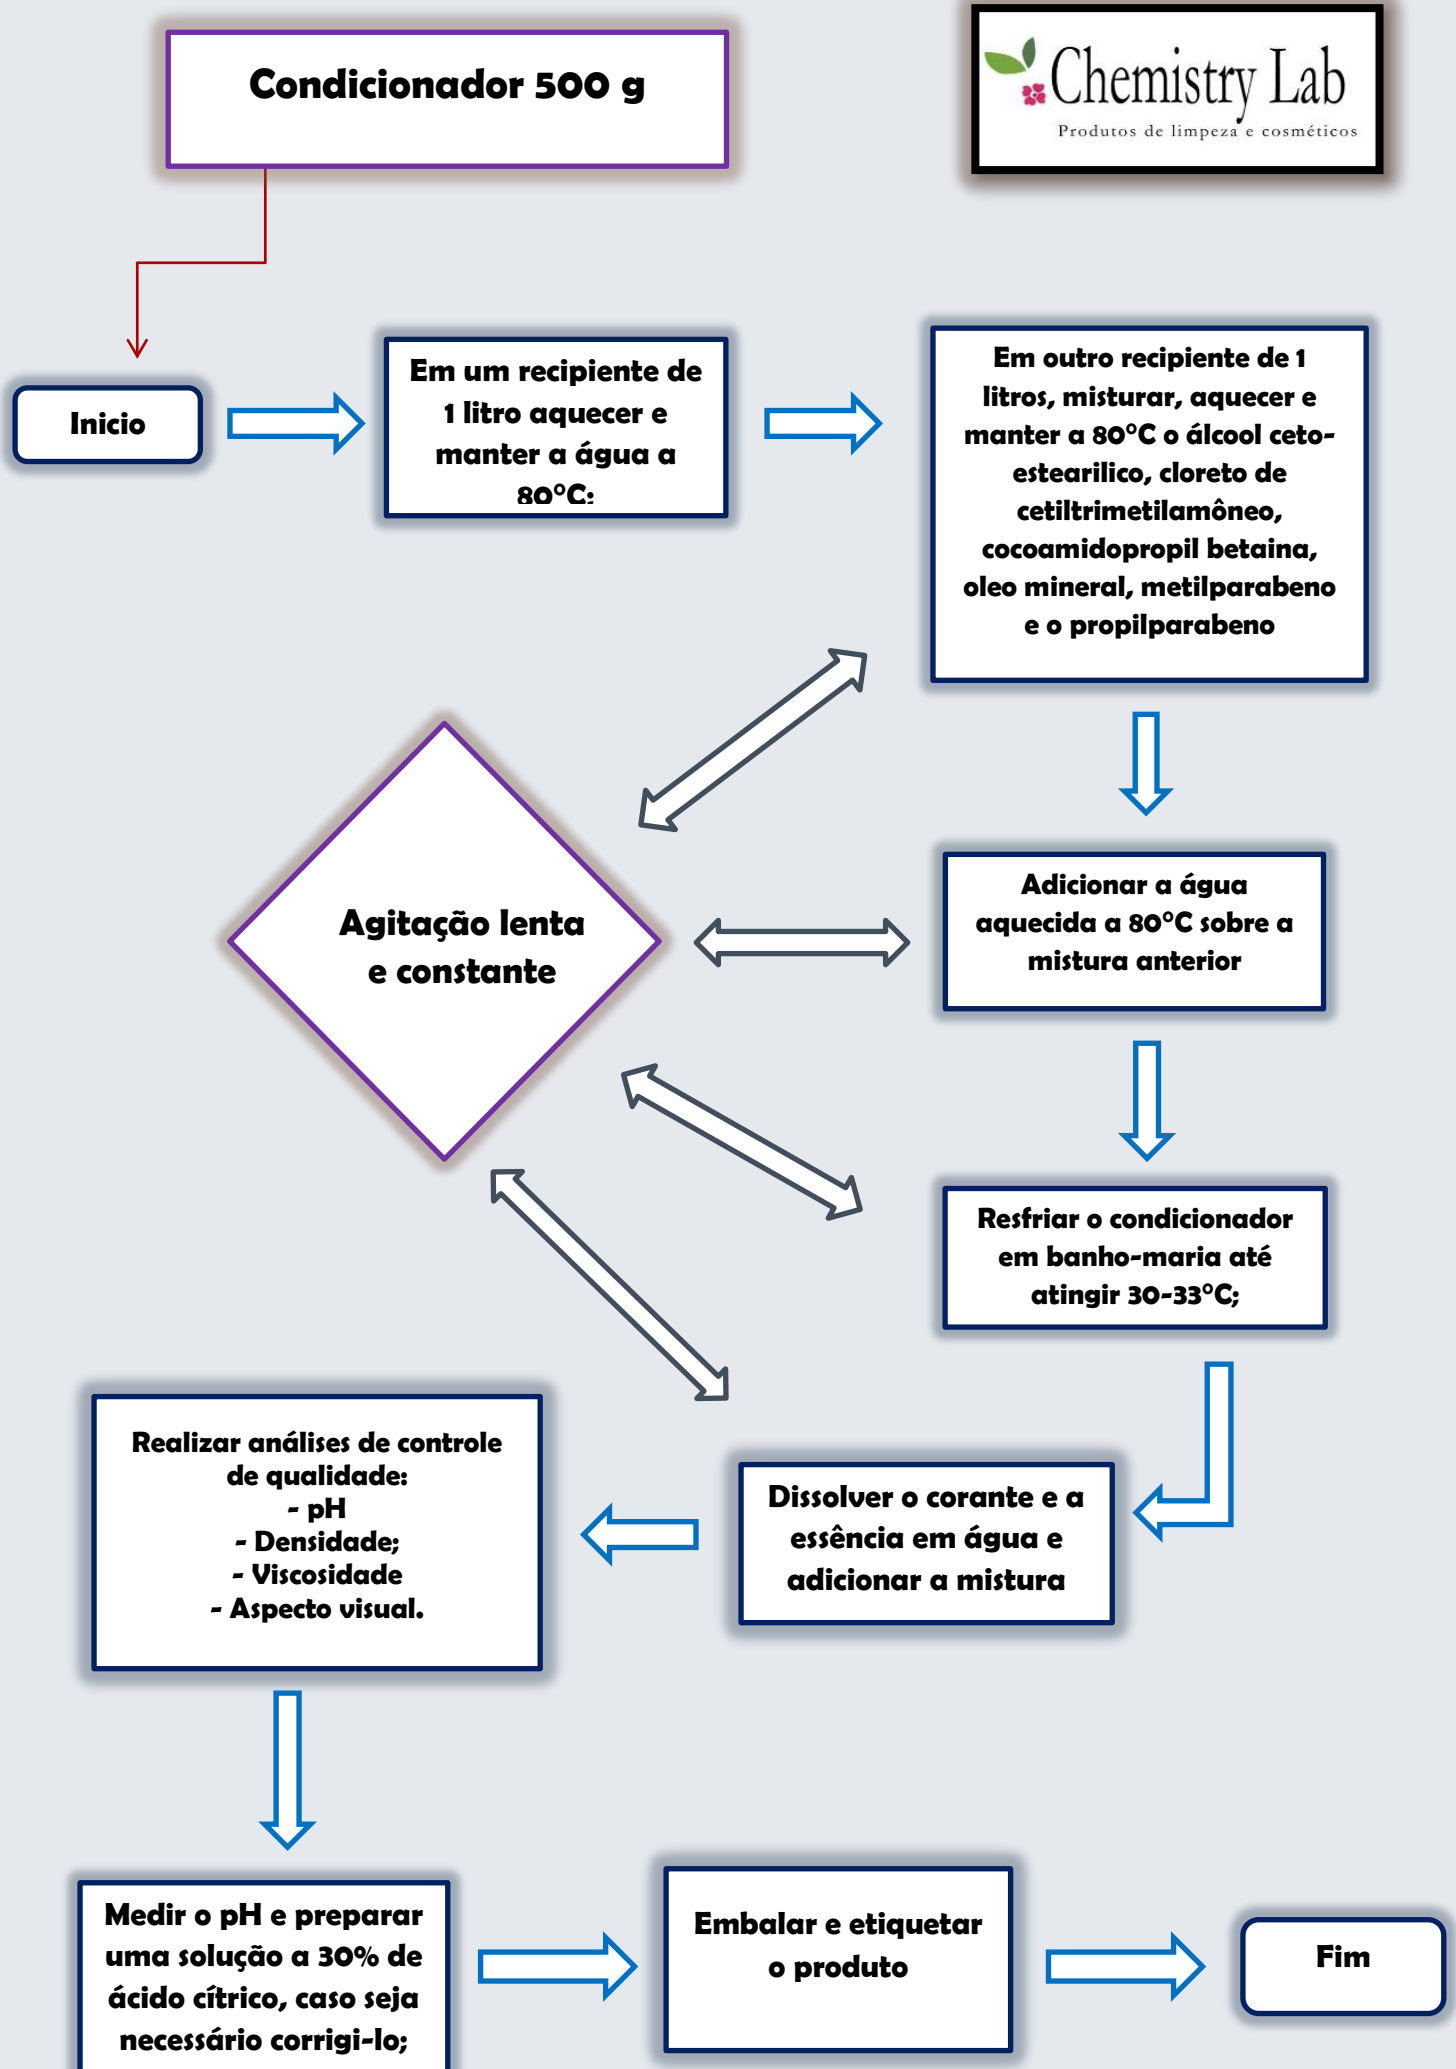 Condicionador 500 g
Chemistry Lab
Produtos de limpeza e cosméticos
Inicio
Em um recipiente de
1 litro aquecer e
manter a água a
80°C;
Em outro recipiente de 1
litros, misturar, aquecer e
manter a 80°C o álcool ceto-
estearilico, cloreto de
cetiltrimetilamôneo,
cocoamidopropil betaina,
oleo mineral, metilparabeno
e o propilparabeno
Agitação lenta
e constante
Adicionar a água
aquecida a 80°C sobre a
mistura anterior
Resfriar o condicionador
em banho-maria até
atingir 30-33°C;
Dissolver o corante e a
essência em água e
adicionar a mistura
Realizar análises de controle
de qualidade:
- pH
- Densidade;
- Viscosidade
- Aspecto visual.
Medir o pH e preparar
uma solução a 30% de
ácido cítrico, caso seja
necessário corrigi-lo;
Embalar e etiquetar
o produto
Fim